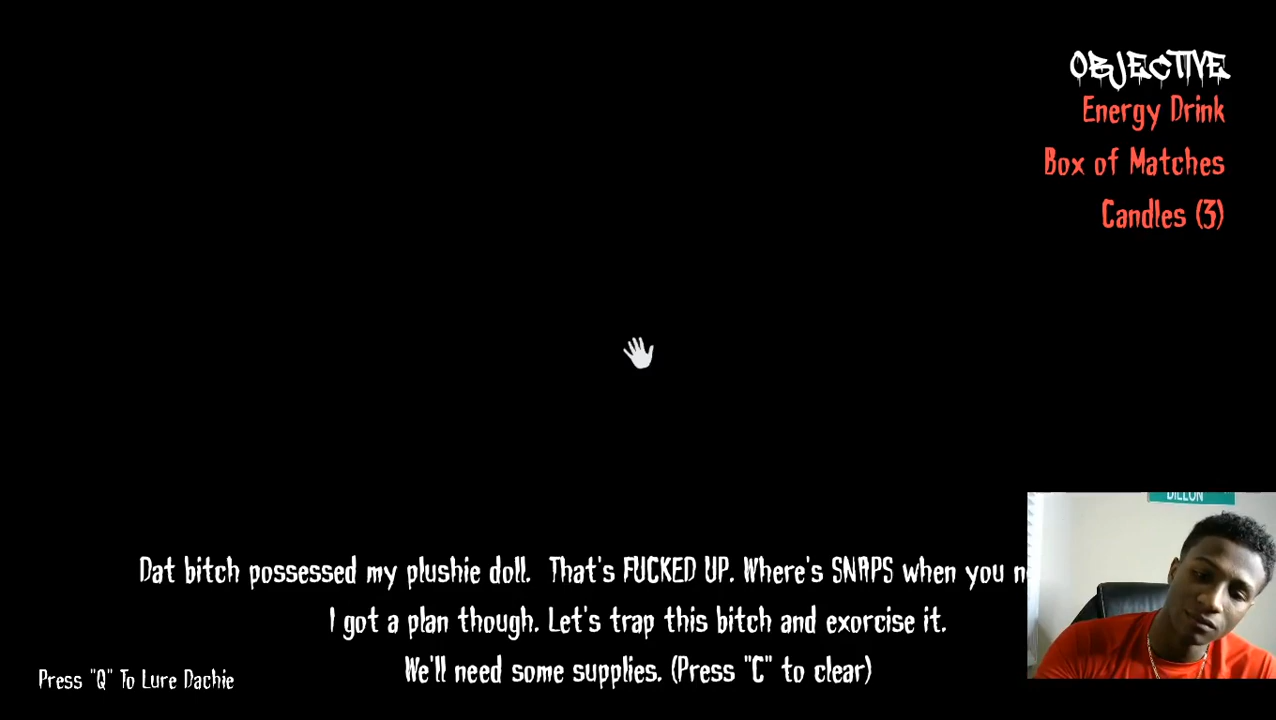 OBJECTIVE
Energy Drink
Box of Matches
Candles (3)
DILLON
Dat bitch possessed my plushie doll. That's FUCKED UP. Where's SNAPS when you
I got a plan though. Let's trap this bitch and exorcise it.
We'll need some supplies. (Press "C" to clear)
Press "Q" To Lure Dachie